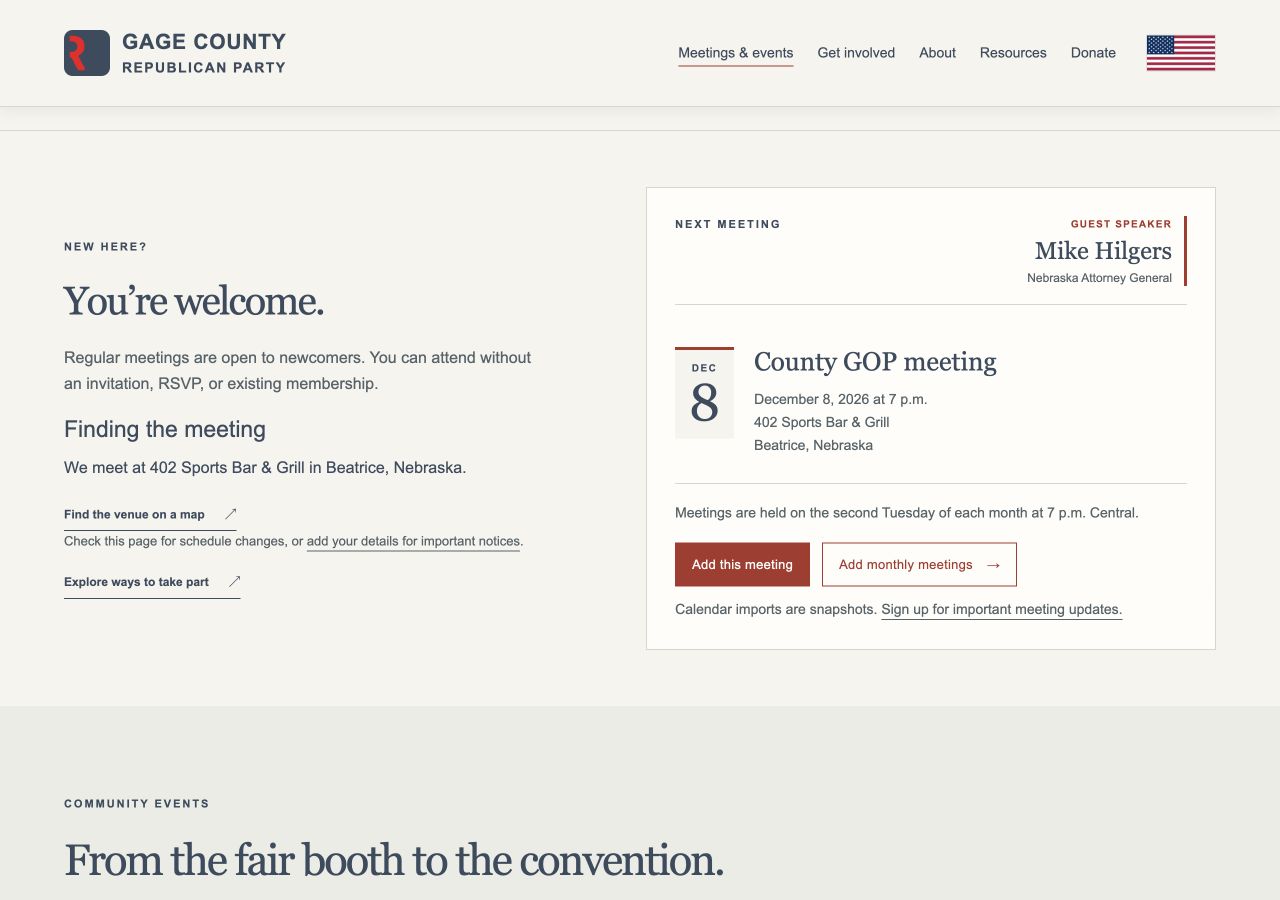 GAGE COUNTY
REPUBLICAN PARTY
Meetings & events
Get involved
About
Resources
Donate
NEW HERE?
You’re welcome.
Regular meetings are open to newcomers. You can attend without
an invitation, RSVP, or existing membership.
Finding the meeting
We meet at 402 Sports Bar & Grill in Beatrice, Nebraska.
Find the venue on a map
Check this page for schedule changes, or add your details for important notices.
Explore ways to take part
NEXT MEETING
GUEST SPEAKER
Mike Hilgers
Nebraska Attorney General
DEC
8
County GOP meeting
December 8, 2026 at 7 p.m.
402 Sports Bar & Grill
Beatrice, Nebraska
Meetings are held on the second Tuesday of each month at 7 p.m. Central.
Add this meeting
Add monthly meetings →
Calendar imports are snapshots. Sign up for important meeting updates.
COMMUNITY EVENTS
From the fair booth to the convention.